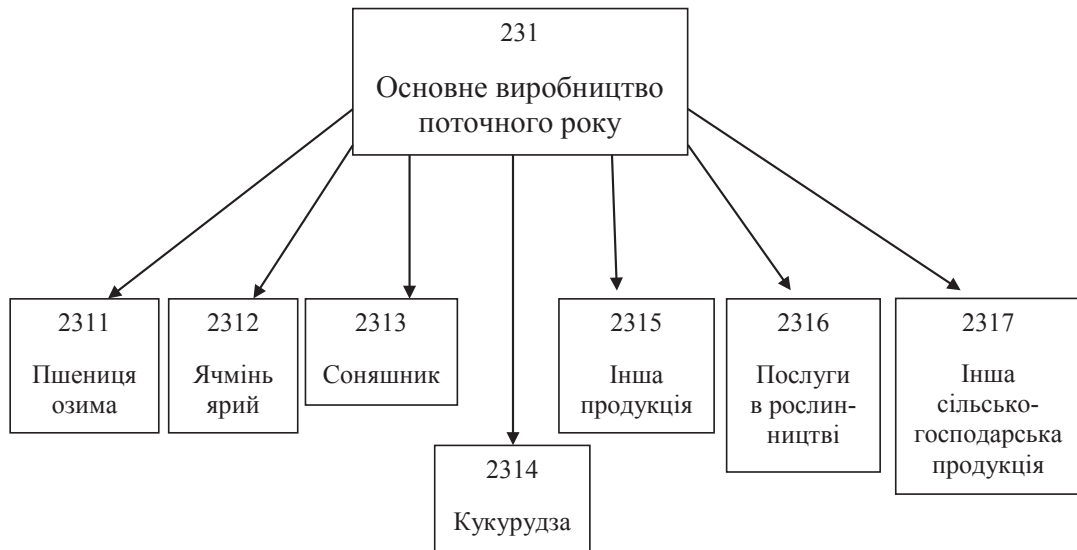 231
Основне виробництво
поточного року
2311
Пшениця
озима
2312
Ячмінь
ярий
2313
Соняшник
2314
Кукурудза
2315
Інша
продукція
2316
Послуги
в рослин-
ництві
2317
Інша
сільсько-
господарська
продукція